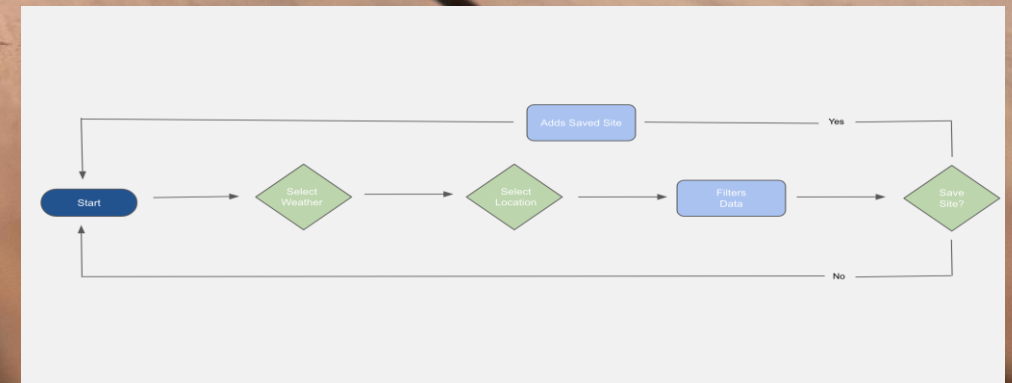 Adds Saved Site
Yes
Start
Select
Weather
Select
Location
Filters
Data
Save
Site?
No